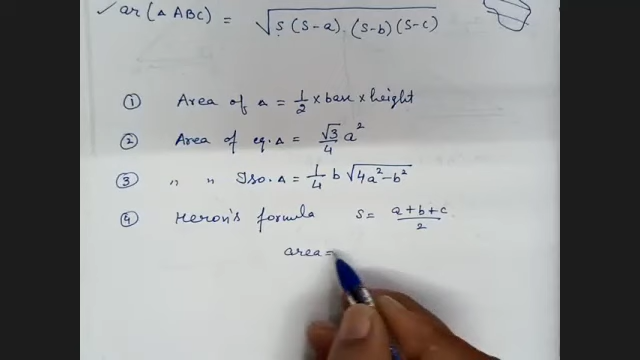 ✓ ar (△ ABC) = √s (s-a) . (s-b) (s-c)
① Area of △ = 1/2 × base × height
② Area of eq. △ = √3/4 a²
③ " " Iso. △ = 1/4 b √4a²-b²
④ Heron's formula s = a+b+c/2
area =